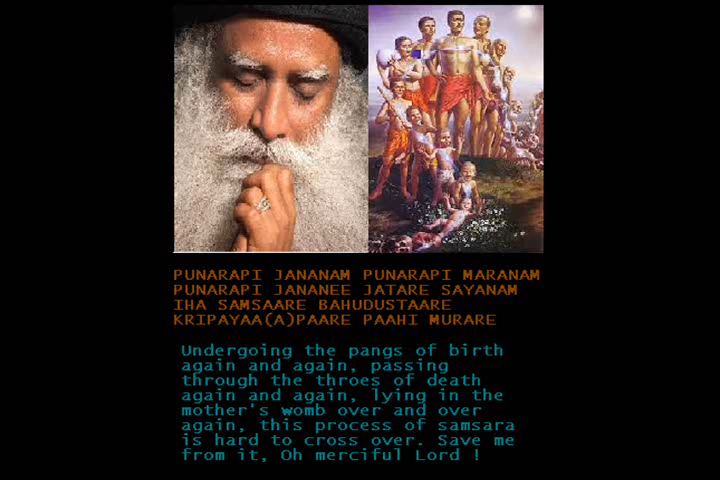 PUNARAPI JANANAM PUNARAPI MARANAM
PUNARAPI JANANEE JATARE SAYANAM
IHA SAMSAARE BAHUDUSTAARE
KRIPAYAA(A)PAARE PAAHI MURARE
Undergoing the pangs of birth
again and again, passing
through the throes of death
again and again, lying in the
mother's womb over and over
again, this process of samsara
is hard to cross over. Save me
from it, Oh merciful Lord !